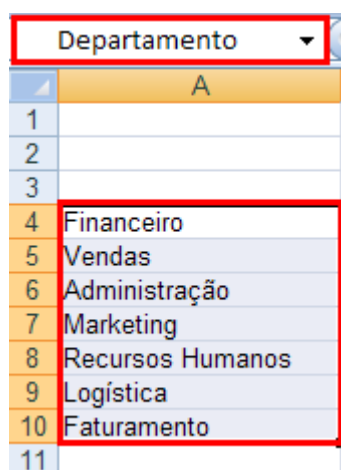 Departamento
A
1
2
3
4 Financeiro
5 Vendas
6 Administração
7 Marketing
8 Recursos Humanos
9 Logística
10 Faturamento
11